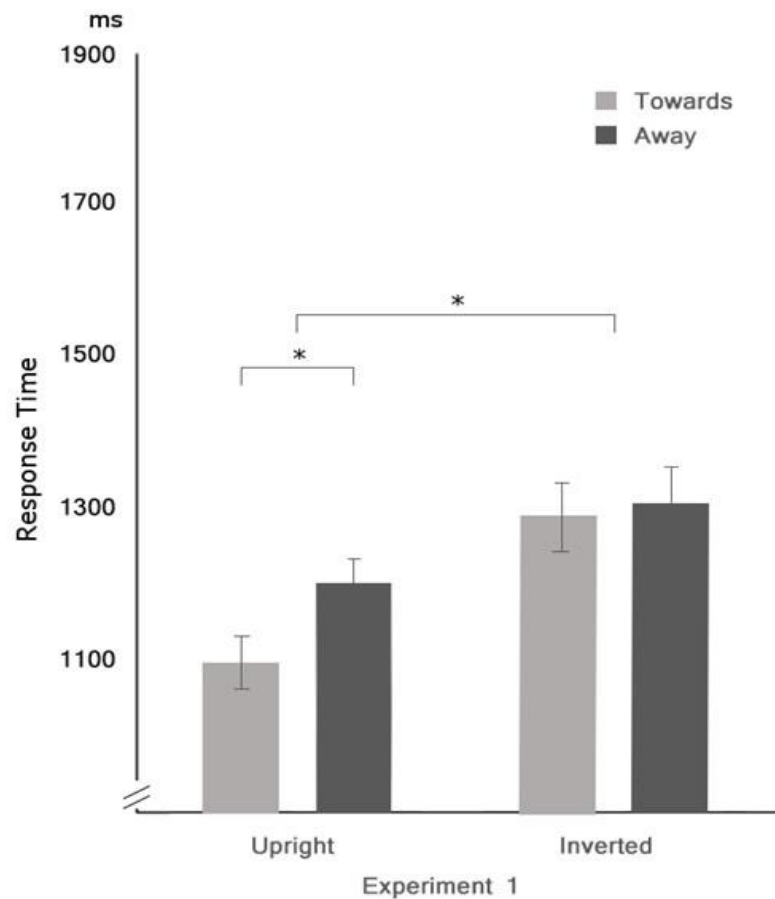 ms
1900
Towards
Away
1700
*
1500
*
Response Time
1300
1100
Upright
Inverted
Experiment 1